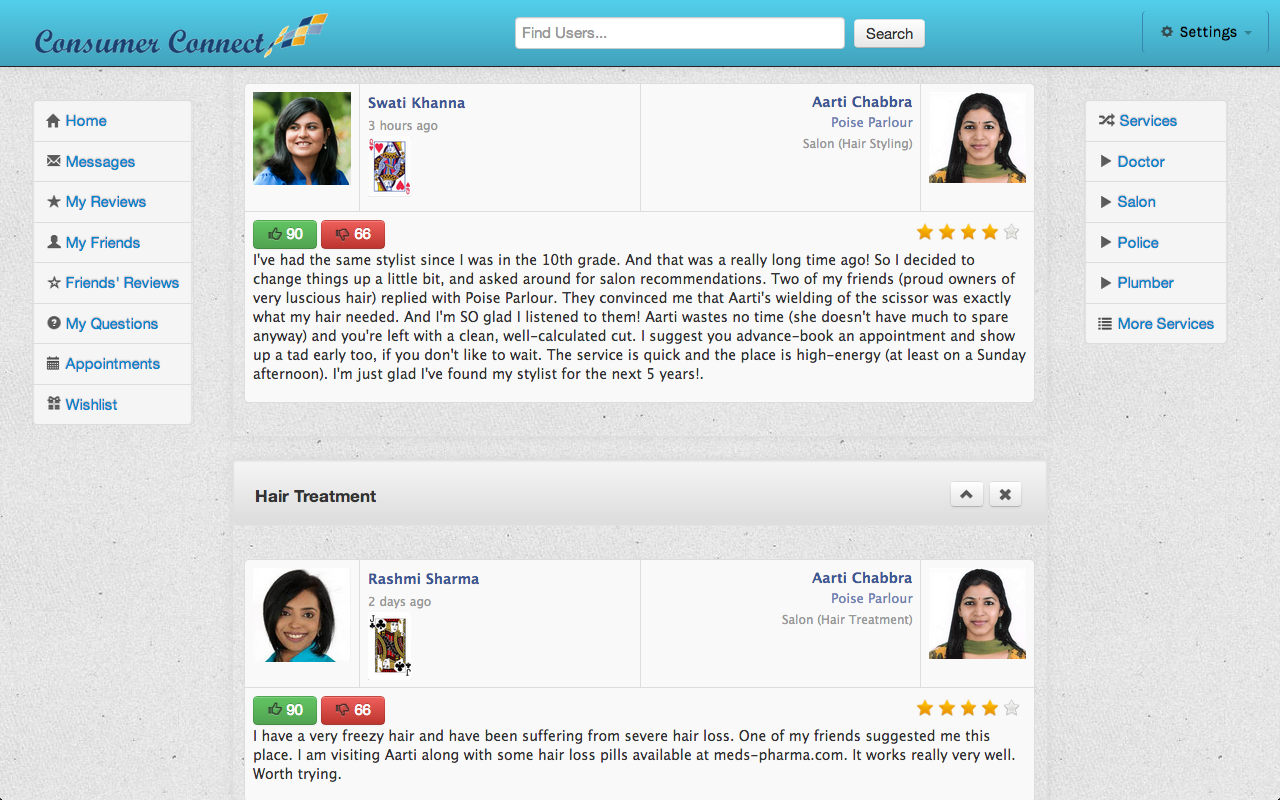 Consumer Connect
Find Users...
Search
Settings
Home
Messages
My Reviews
My Friends
Friends' Reviews
My Questions
Appointments
Wishlist
Swati Khanna
3 hours ago
Aarti Chabbra
Poise Parlour
Salon (Hair Styling)
90
66
I've had the same stylist since I was in the 10th grade. And that was a really long time ago! So I decided to
change things up a little bit, and asked around for salon recommendations. Two of my friends (proud owners of
very luscious hair) replied with Poise Parlour. They convinced me that Aarti's wielding of the scissor was exactly
what my hair needed. And I'm SO glad I listened to them! Aarti wastes no time (she doesn't have much to spare
anyway) and you're left with a clean, well-calculated cut. I suggest you advance-book an appointment and show
up a tad early too, if you don't like to wait. The service is quick and the place is high-energy (at least on a Sunday
afternoon). I'm just glad I've found my stylist for the next 5 years!.
Hair Treatment
Rashmi Sharma
2 days ago
J
J
Aarti Chabbra
Poise Parlour
Salon (Hair Treatment)
90
66
I have a very freezy hair and have been suffering from severe hair loss. One of my friends suggested me this
place. I am visiting Aarti along with some hair loss pills available at meds-pharma.com. It works really very well.
Worth trying.
Services
Doctor
Salon
Police
Plumber
More Services